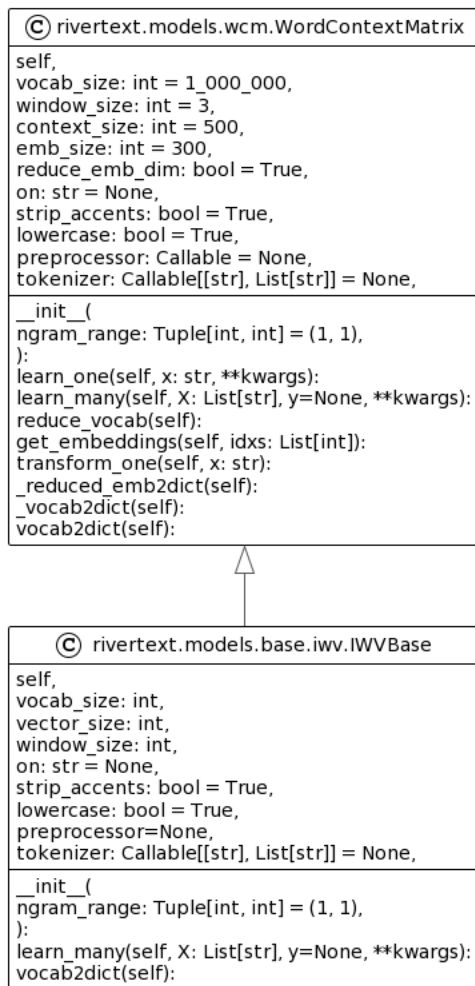 C rivertext.models.wcm.WordContextMatrix
self,
vocab_size: int = 1_000_000,
window_size: int = 3,
context_size: int = 500,
emb_size: int = 300,
reduce_emb_dim: bool = True,
on: str = None,
strip_accents: bool = True,
lowercase: bool = True,
preprocessor: Callable = None,
tokenizer: Callable[[str], List[str]] = None,
__init__(
ngram_range: Tuple[int, int] = (1, 1),
):
learn_one(self, x: str, **kwargs):
learn_many(self, X: List[str], y=None, **kwargs):
reduce_vocab(self):
get_embeddings(self, idxs: List[int]):
transform_one(self, x: str):
_reduced_emb2dict(self):
_vocab2dict(self):
vocab2dict(self):
C rivertext.models.base.iwv.IWVBase
self,
vocab_size: int,
vector_size: int,
window_size: int,
on: str = None,
strip_accents: bool = True,
lowercase: bool = True,
preprocessor=None,
tokenizer: Callable[[str], List[str]] = None,
__init__(
ngram_range: Tuple[int, int] = (1, 1),
):
learn_many(self, X: List[str], y=None, **kwargs):
vocab2dict(self):